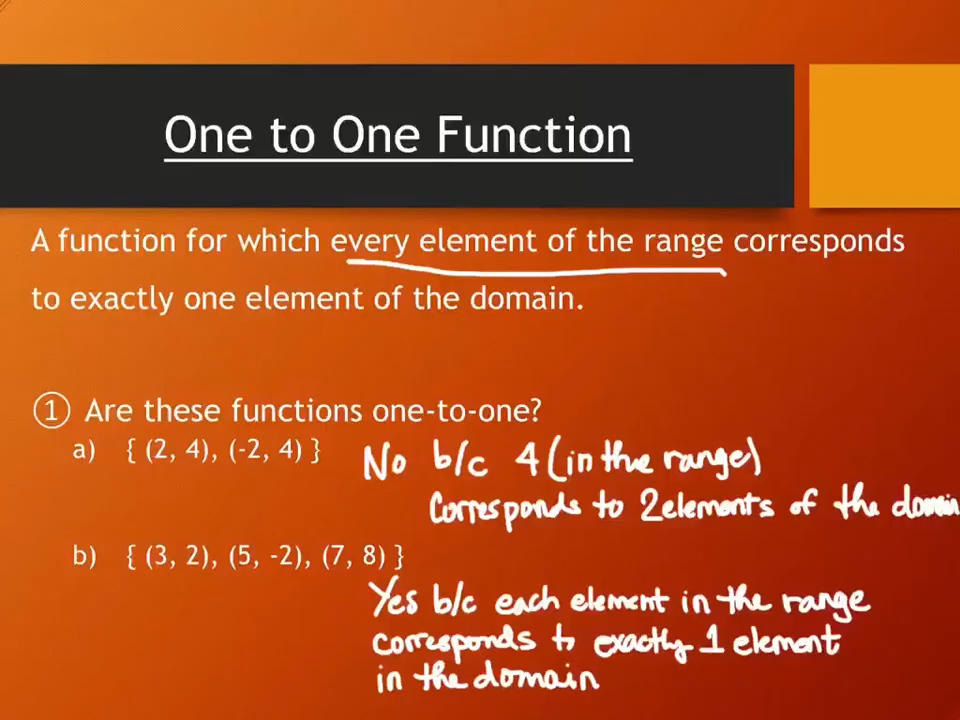 One to One Function
A function for which every element of the range corresponds
to exactly one element of the domain.
① Are these functions one-to-one?
a) { (2, 4), (-2, 4) }
No b/c 4 (in the range)
Corresponds to 2 elements of the domain
b) { (3, 2), (5, -2), (7, 8) }
Yes b/c each element in the range
corresponds to exactly 1 element
in the domain